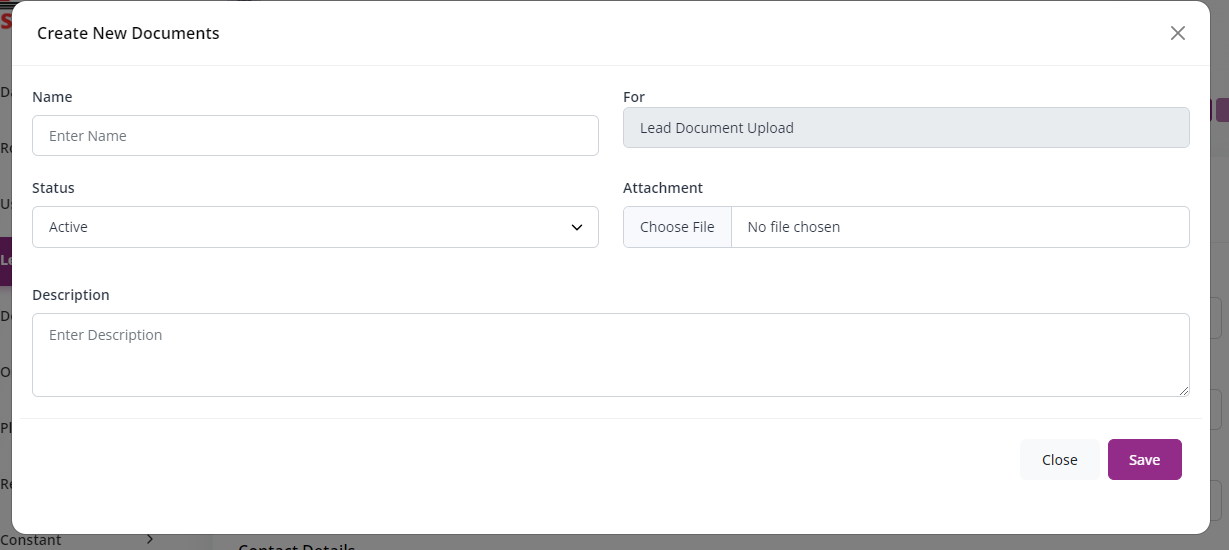 Create New Documents
Name
For
Enter Name
Lead Document Upload
Status
Attachment
Active
Choose File
No file chosen
Description
Enter Description
Close
Save
Constant
Contact Details